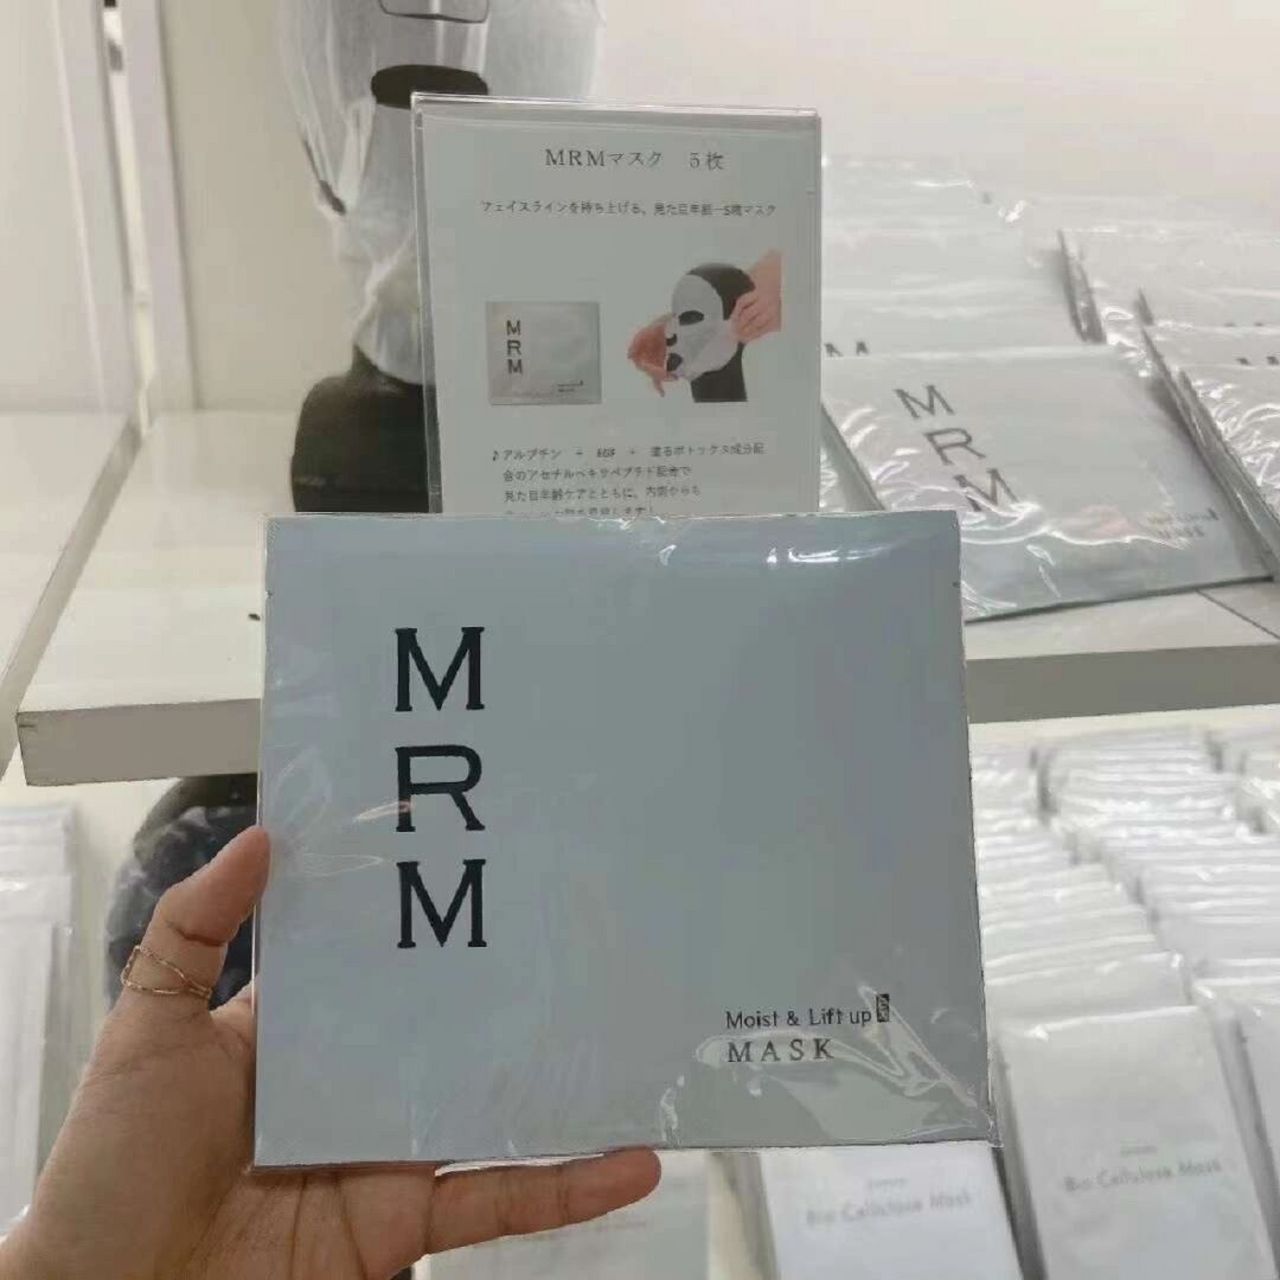 MRMマスク 5枚
フェイスラインを持ち上げる、見た目年齢－5歳マスク
M
R
M
♪アルブチン + EGF + 塗るボトックス成分配
合のアセチルヘキサペプチド配合で
見た目年齢ケアとともに、内側からも
M
R
M
M
R
M
Moist & Lift up
MASK
Bio Cellulose Mask
Bio Cellulose Mask